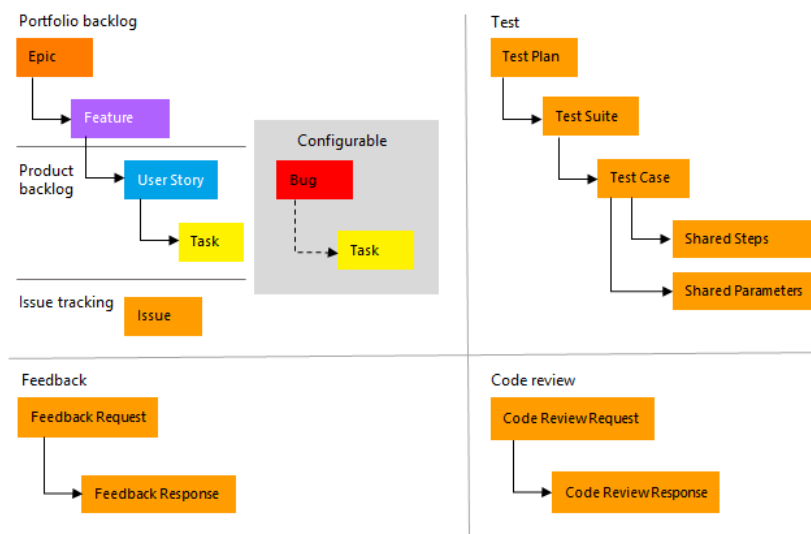 Portfolio backlog
Epic
Feature
Product
backlog
User Story
Task
Configurable
Bug
Task
Issue tracking
Issue
Test
Test Plan
Test Suite
Test Case
Shared Steps
Shared Parameters
Feedback
Feedback Request
Feedback Response
Code review
Code Review Request
Code Review Response